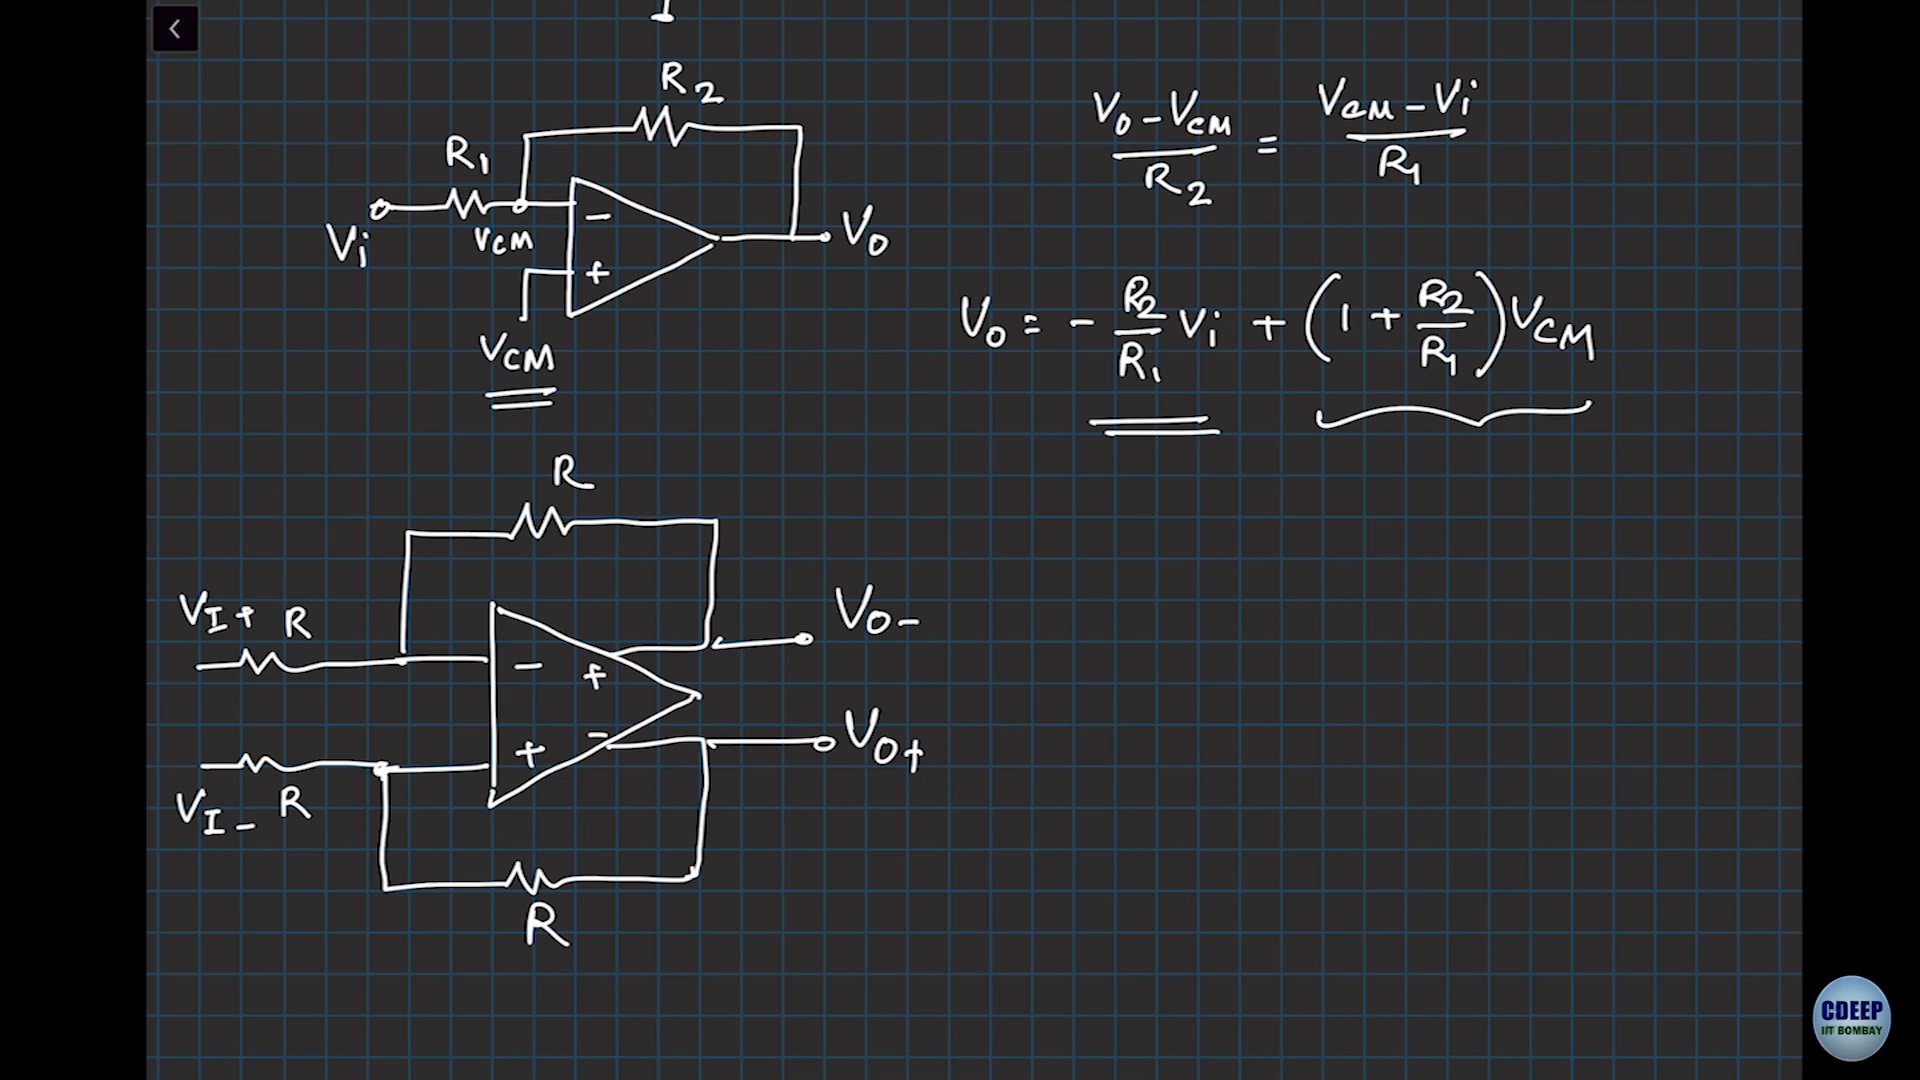 R2
R1
Vi
VCM
-
+
Vo
VCM
Vo - VCM / R2 = VCM - Vi / R1
Vo = - R2/R1 Vi + (1 + R2/R1) VCM
R
VI+ R
- +
Vo-
+ -
Vo+
VI- R
R
CDEEP
IIT BOMBAY